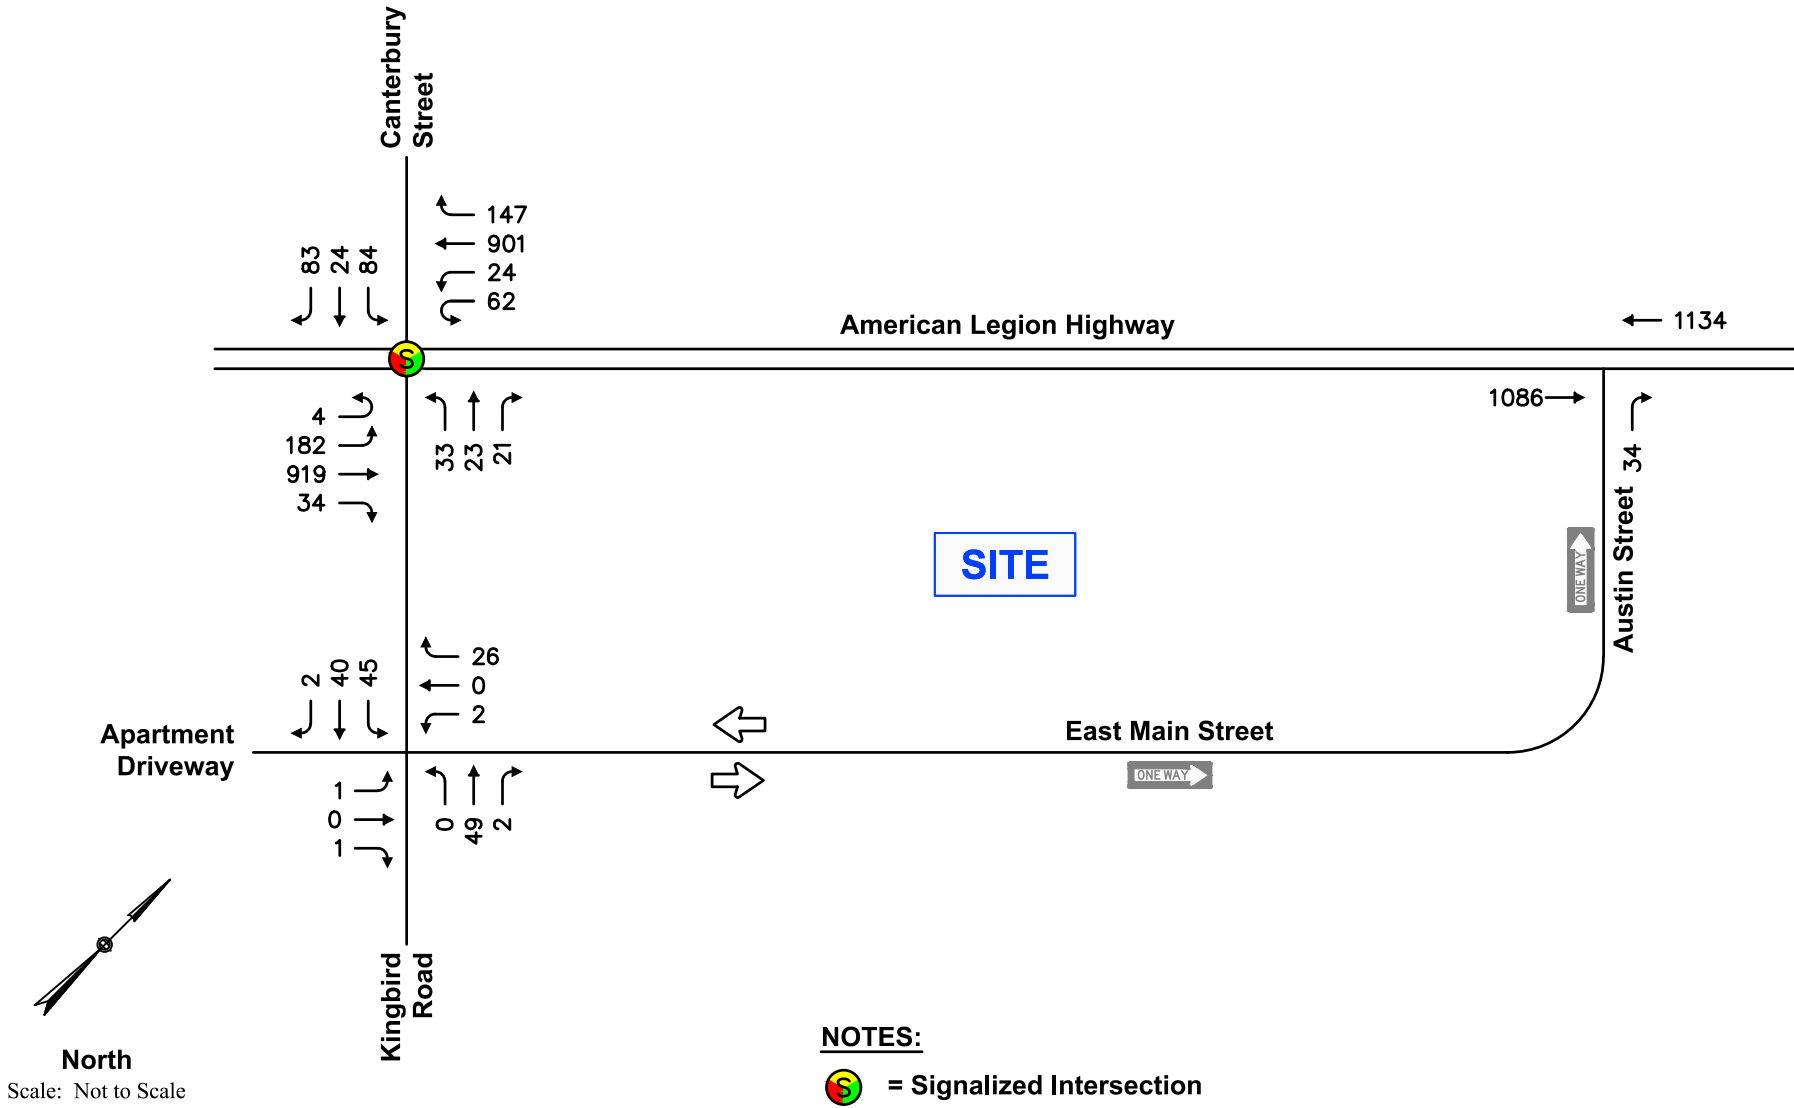 Canterbury
Street
147
901
24
62
83
24
84
American Legion Highway
1134
S
1086
4
182
919
34
33
23
21
34
SITE
ONE WAY
Austin Street
26
0
2
2
40
45
Apartment
Driveway
East Main Street
ONE WAY
1
0
1
0
49
2
Kingbird
Road
North
Scale: Not to Scale
NOTES:
S = Signalized Intersection